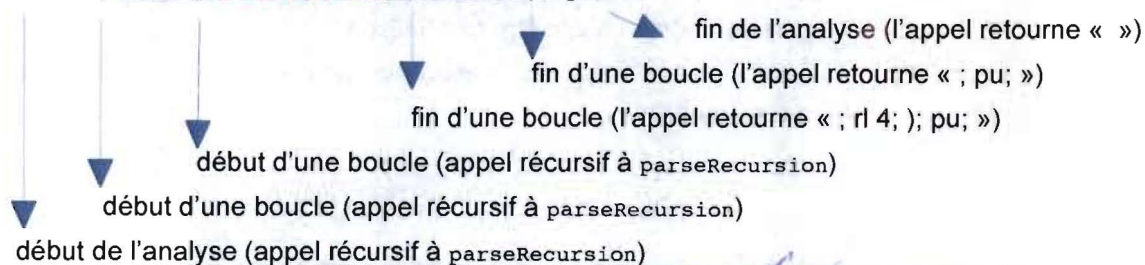 fin de l'analyse (l'appel retourne «  »)
fin d'une boucle (l'appel retourne « ; pu; »)
fin d'une boucle (l'appel retourne « ; rl 4; ); pu; »)
début d'une boucle (appel récursif à parseRecursion)
début d'une boucle (appel récursif à parseRecursion)
début de l'analyse (appel récursif à parseRecursion)